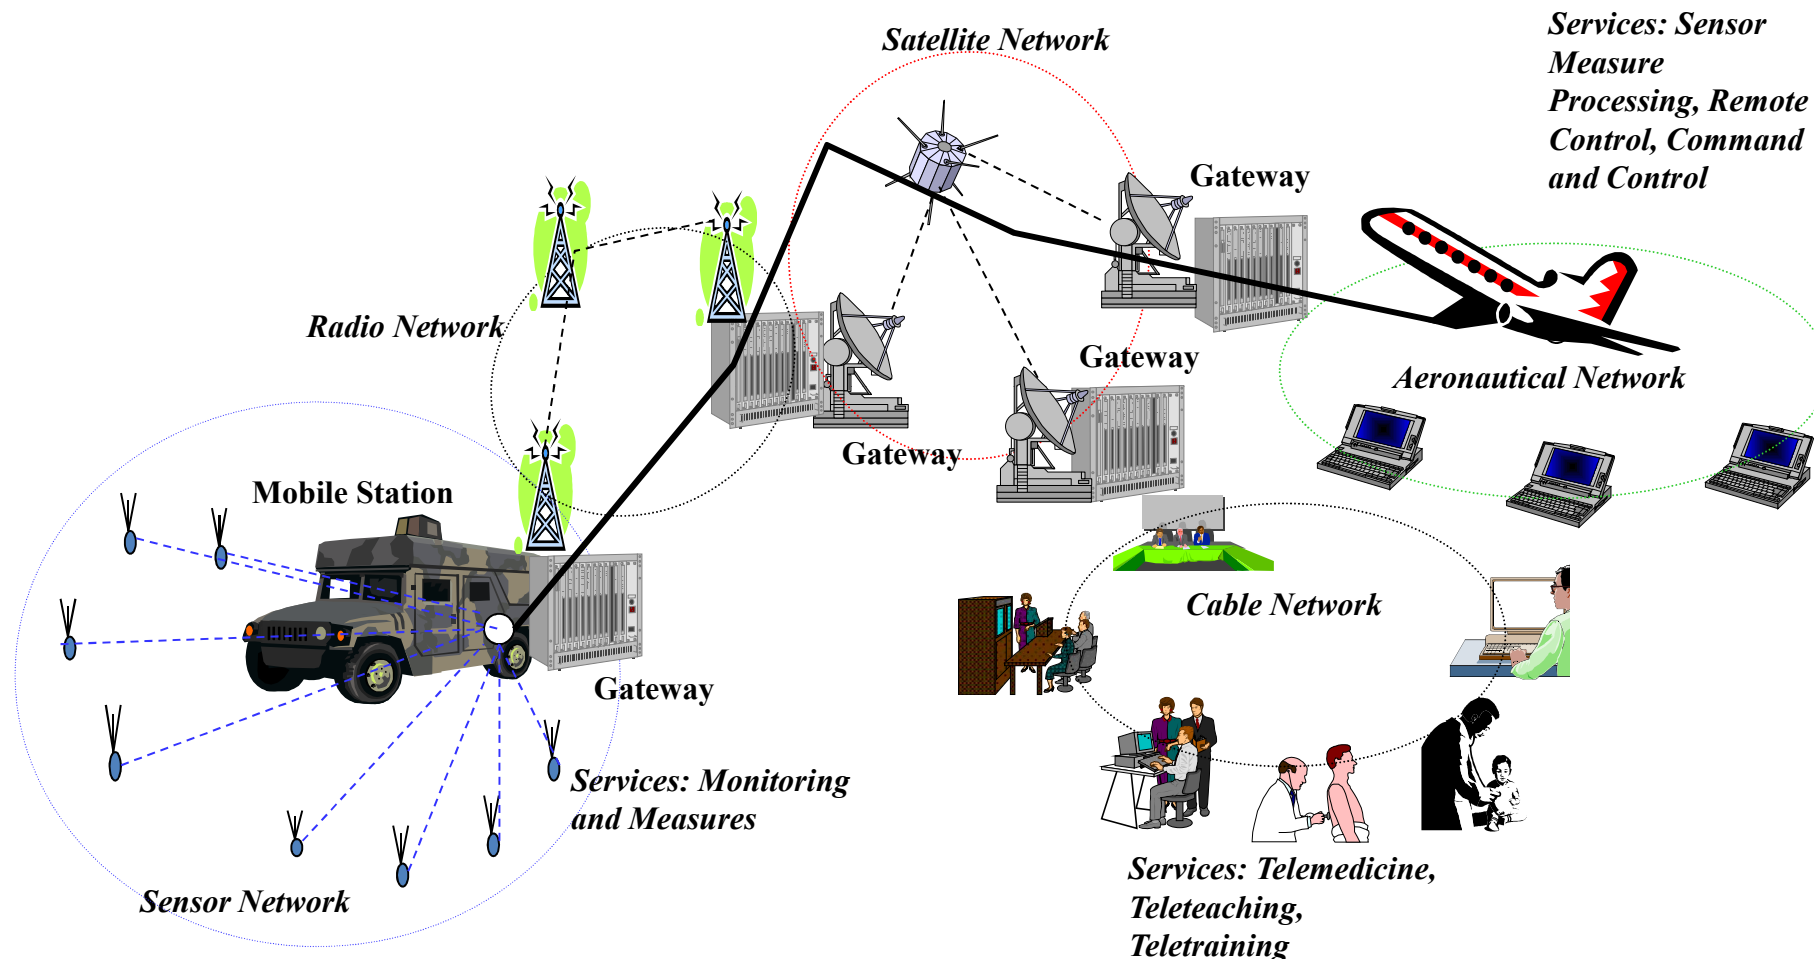 Satellite Network
Services: Sensor
Measure
Processing, Remote
Control, Command
and Control
Gateway
Radio Network
Gateway
Aeronautical Network
Gateway
Mobile Station
Cable Network
Gateway
Services: Monitoring
and Measures
Sensor Network
Services: Telemedicine,
Teleteaching,
Teletraining